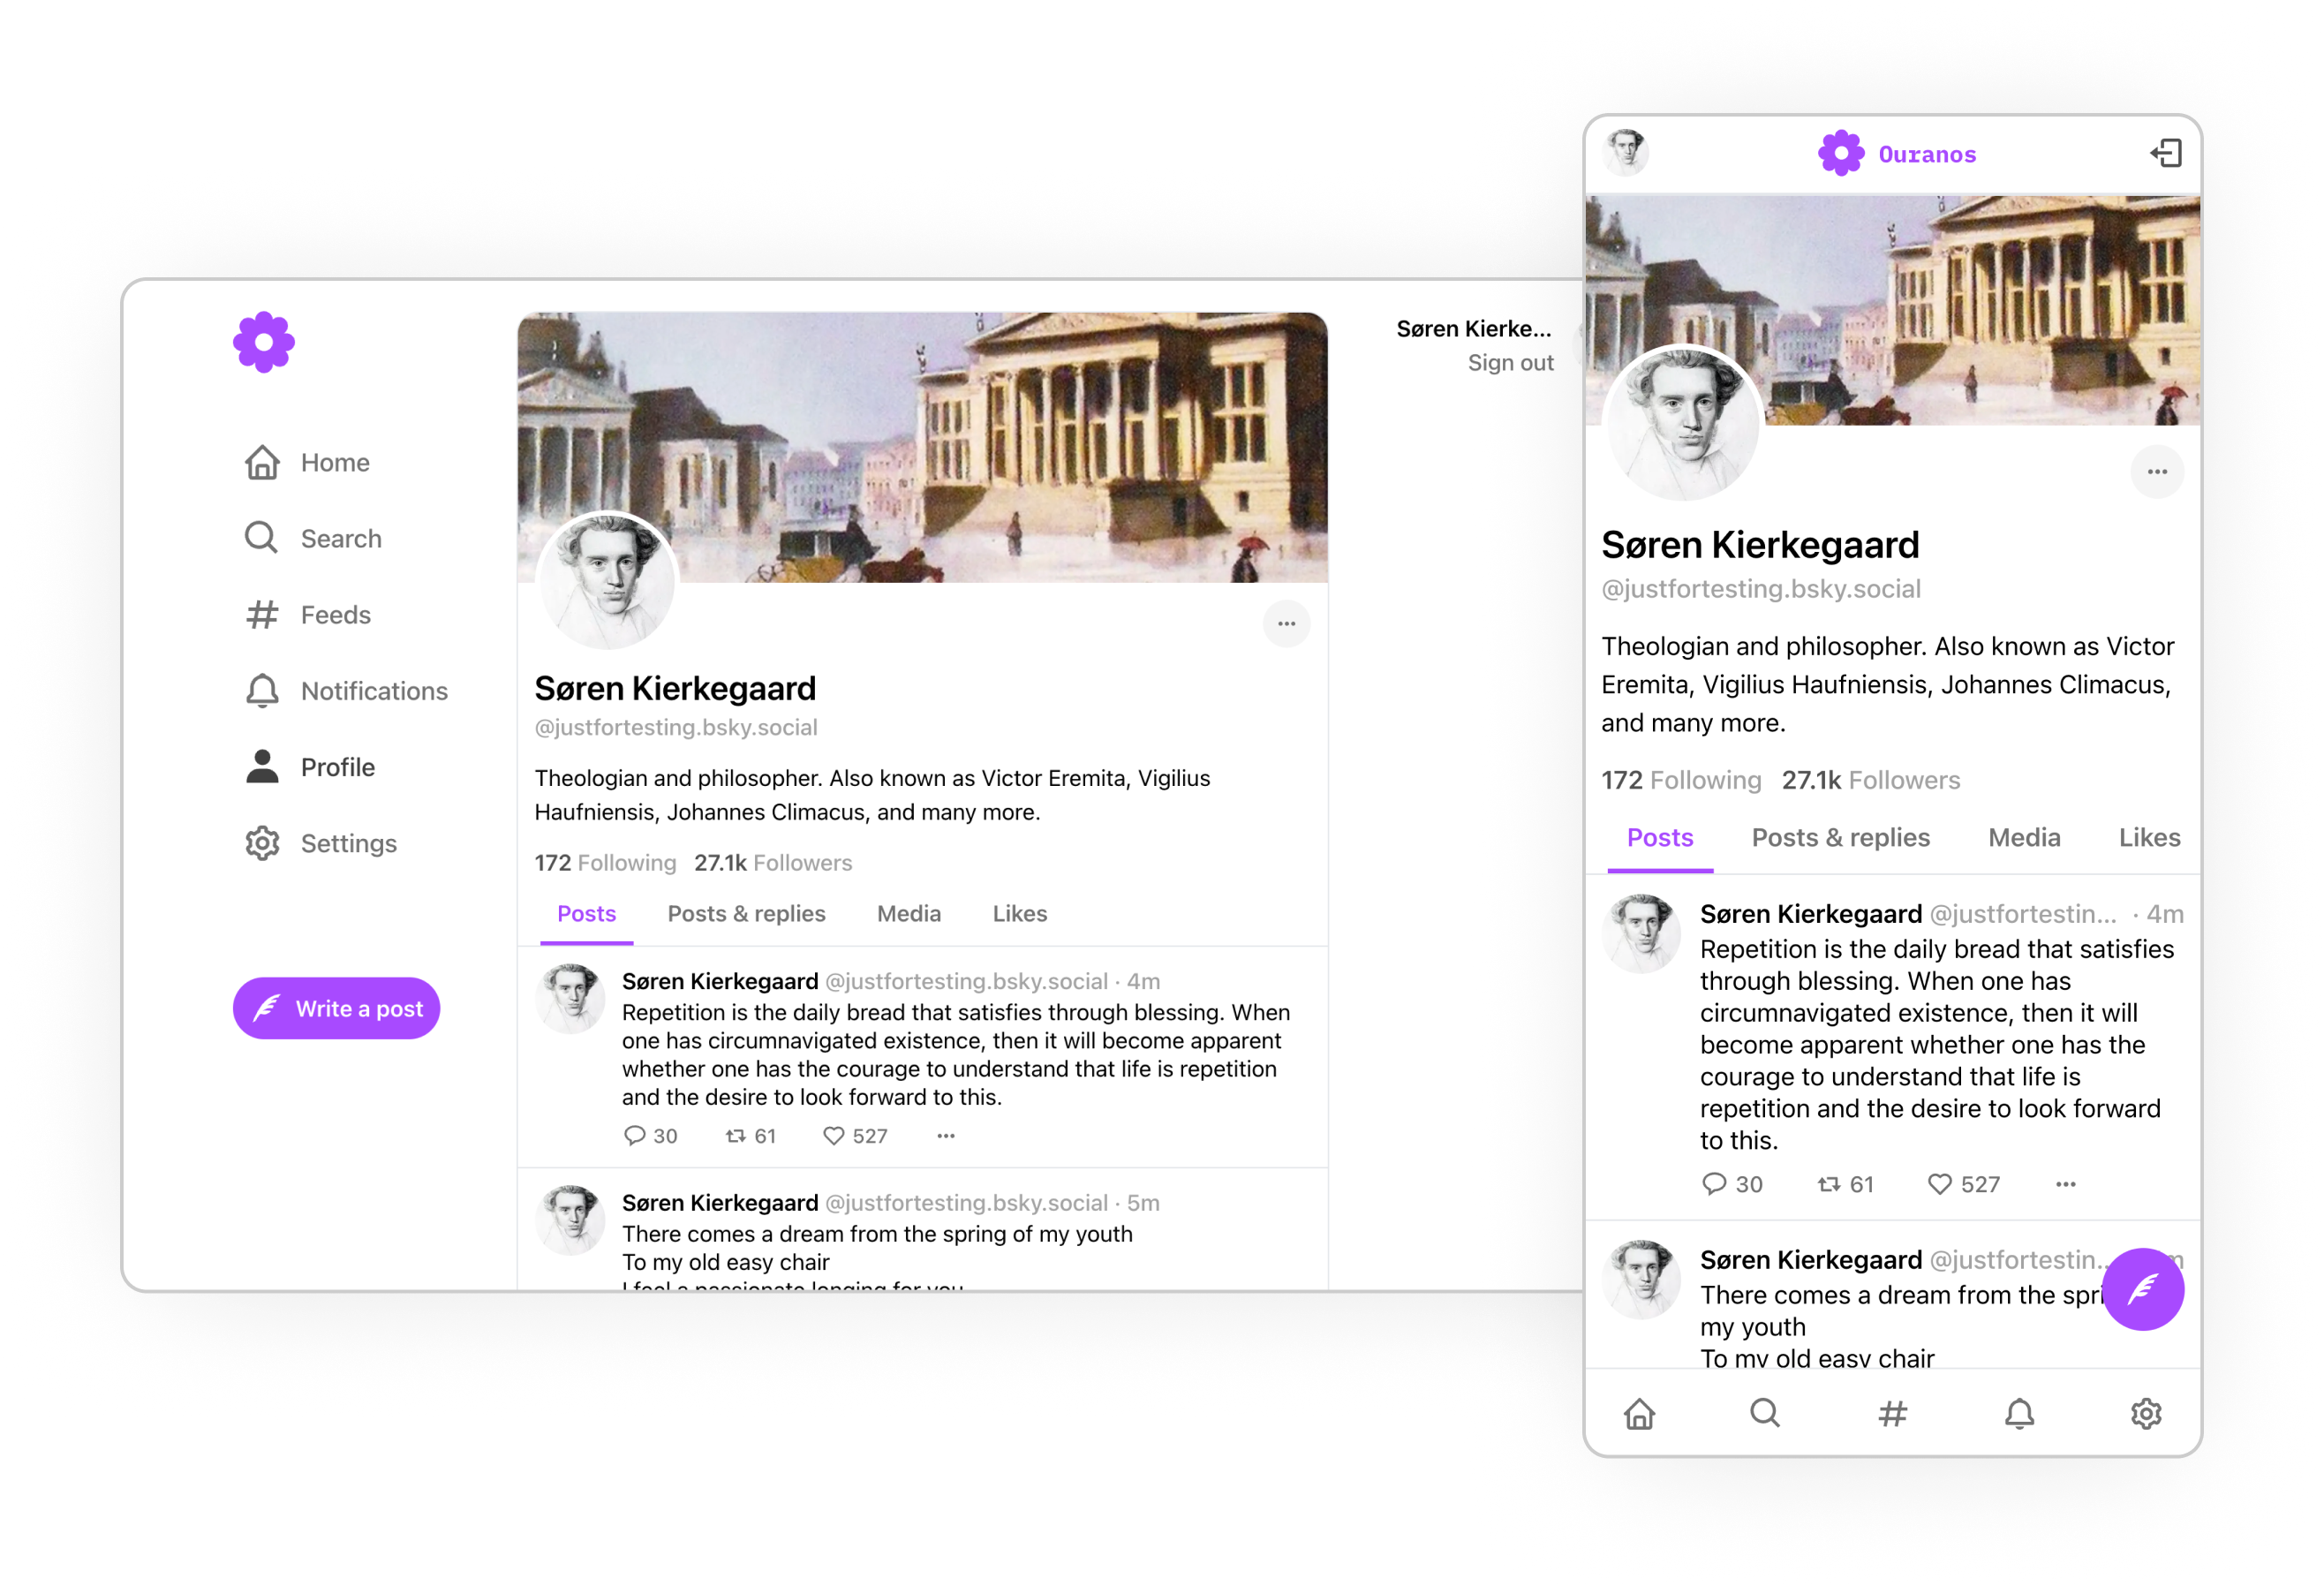 Home
Search
Feeds
Notifications
Profile
Settings
Write a post
Søren Kierke...
Sign out
Søren Kierkegaard
@justfortesting.bsky.social
Theologian and philosopher. Also known as Victor Eremita, Vigilius
Haufniensis, Johannes Climacus, and many more.
172 Following 27.1k Followers
Posts Posts & replies Media Likes
Søren Kierkegaard @justfortesting.bsky.social · 4m
Repetition is the daily bread that satisfies through blessing. When
one has circumnavigated existence, then it will become apparent
whether one has the courage to understand that life is repetition
and the desire to look forward to this.
30 61 527
Søren Kierkegaard @justfortesting.bsky.social · 5m
There comes a dream from the spring of my youth
To my old easy chair
I feel a passionate longing for you
Ouranos
Søren Kierkegaard
@justfortesting.bsky.social
Theologian and philosopher. Also known as Victor
Eremita, Vigilius Haufniensis, Johannes Climacus,
and many more.
172 Following 27.1k Followers
Posts Posts & replies Media Likes
Søren Kierkegaard @justfortestin... · 4m
Repetition is the daily bread that satisfies
through blessing. When one has
circumnavigated existence, then it will
become apparent whether one has the
courage to understand that life is
repetition and the desire to look forward
to this.
30 61 527
Søren Kierkegaard @justfortestin..
There comes a dream from the spri
my youth
To my old easy chair